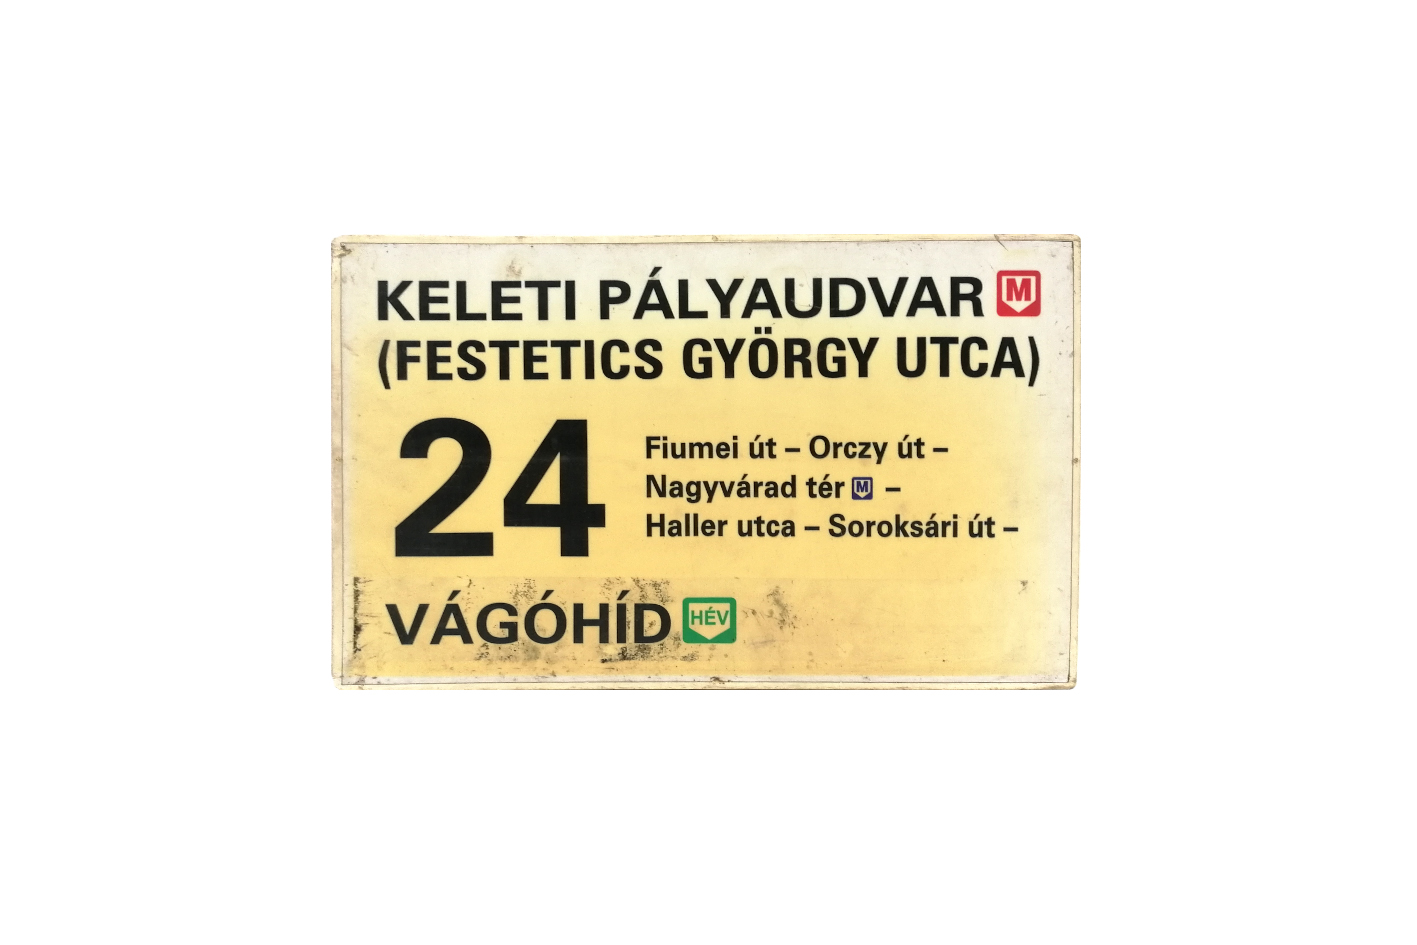 KELETI PÁLYAUDVAR M
(FESTETICS GYÖRGY UTCA)
24
Fiumei út – Orczy út –
Nagyvárad tér M –
Haller utca – Soroksári út –
VÁGÓHÍD HÉV